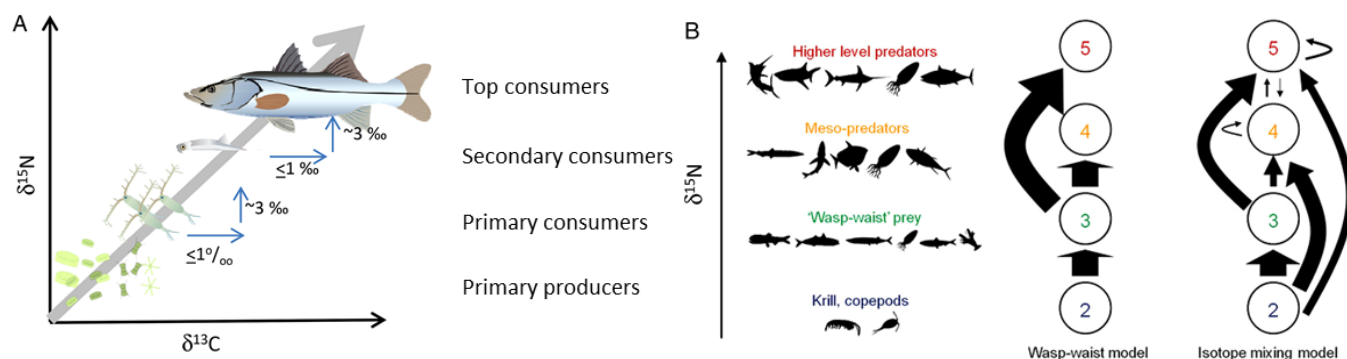 A
δ15N
δ13C
~3 ‰
≤1 ‰
~3 ‰
≤1o/oo
Top consumers
Secondary consumers
Primary consumers
Primary producers
B
δ15N
Higher level predators
Meso-predators
‘Wasp-waist’ prey
Krill, copepods
5
4
3
2
Wasp-waist model
5
4
3
2
Isotope mixing model